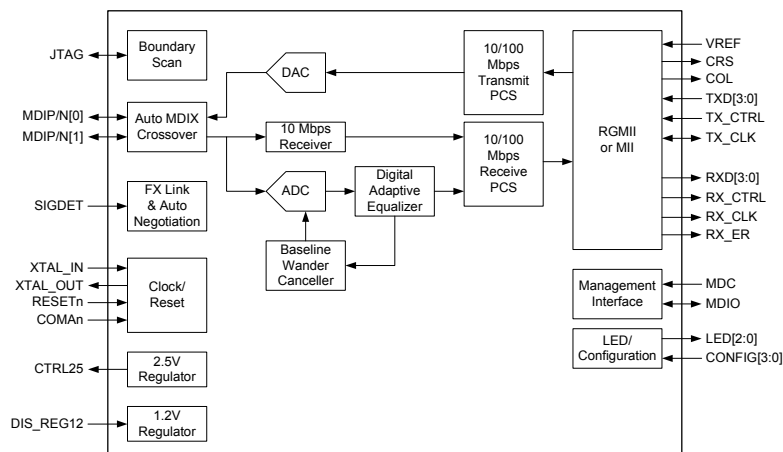 JTAG
Boundary
Scan
MDIP/N[0]
MDIP/N[1]
Auto MDIX
Crossover
SIGDET
FX Link
& Auto
Negotiation
XTAL_IN
XTAL_OUT
RESETn
COMAn
Clock/
Reset
CTRL25
2.5V
Regulator
DIS_REG12
1.2V
Regulator
DAC
10 Mbps
Receiver
ADC
Digital
Adaptive
Equalizer
Baseline
Wander
Canceller
10/100
Mbps
Transmit
PCS
10/100
Mbps
Receive
PCS
RGMII
or MII
Management
Interface
LED/
Configuration
VREF
CRS
COL
TXD[3:0]
TX_CTRL
TX_CLK
RXD[3:0]
RX_CTRL
RX_CLK
RX_ER
MDC
MDIO
LED[2:0]
CONFIG[3:0]